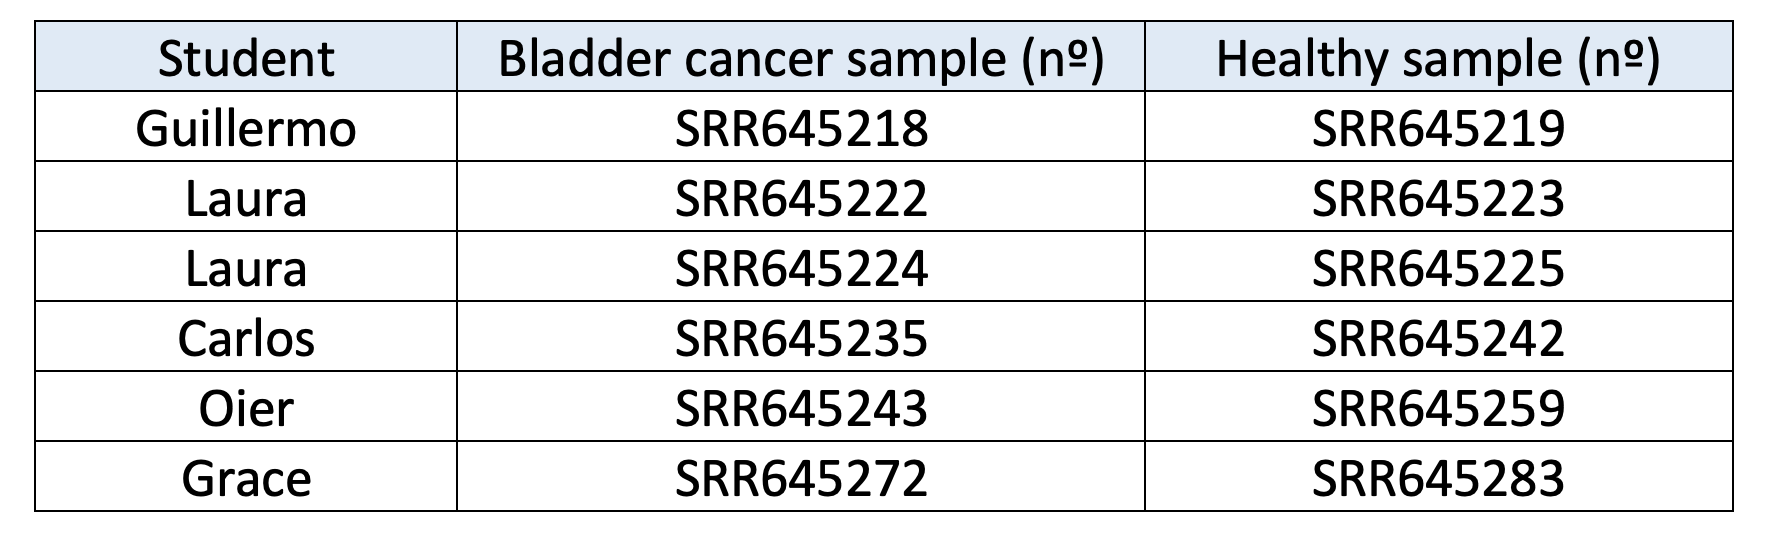 Student Bladder cancer sample (nº) Healthy sample (nº)
Guillermo SRR645218 SRR645219
Laura SRR645222 SRR645223
Laura SRR645224 SRR645225
Carlos SRR645235 SRR645242
Oier SRR645243 SRR645259
Grace SRR645272 SRR645283